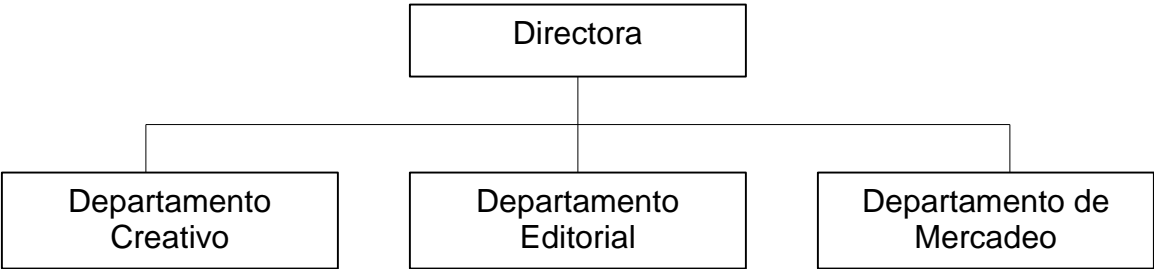 Directora
Departamento
Creativo
Departamento
Editorial
Departamento de
Mercadeo